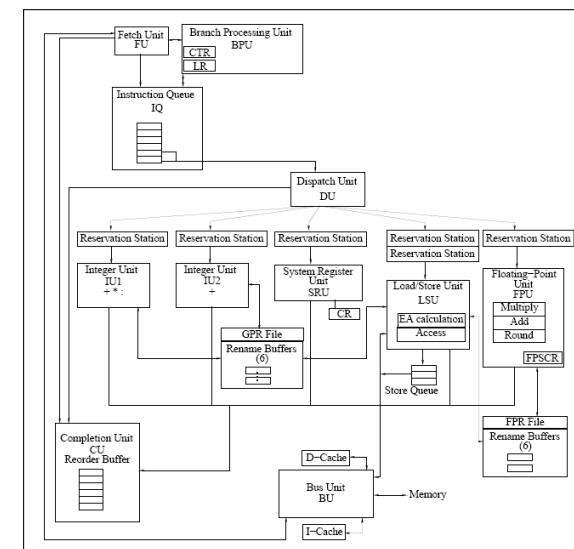 Fetch Unit
FU
Branch Processing Unit
BPU
CTR
LR
Instruction Queue
IQ
Dispatch Unit
DU
Reservation Station
Reservation Station
Reservation Station
Reservation Station
Reservation Station
Reservation Station
Integer Unit
IU1
+ * :
Integer Unit
IU2
+
System Register
Unit
SRU
CR
Load/Store Unit
LSU
EA calculation
Access
Store Queue
Floating−Point
Unit
FPU
Multiply
Add
Round
FPSCR
GPR File
Rename Buffers
(6)
FPR File
Rename Buffers
(6)
Completion Unit
CU
Reorder Buffer
D−Cache
Bus Unit
BU
Memory
I−Cache